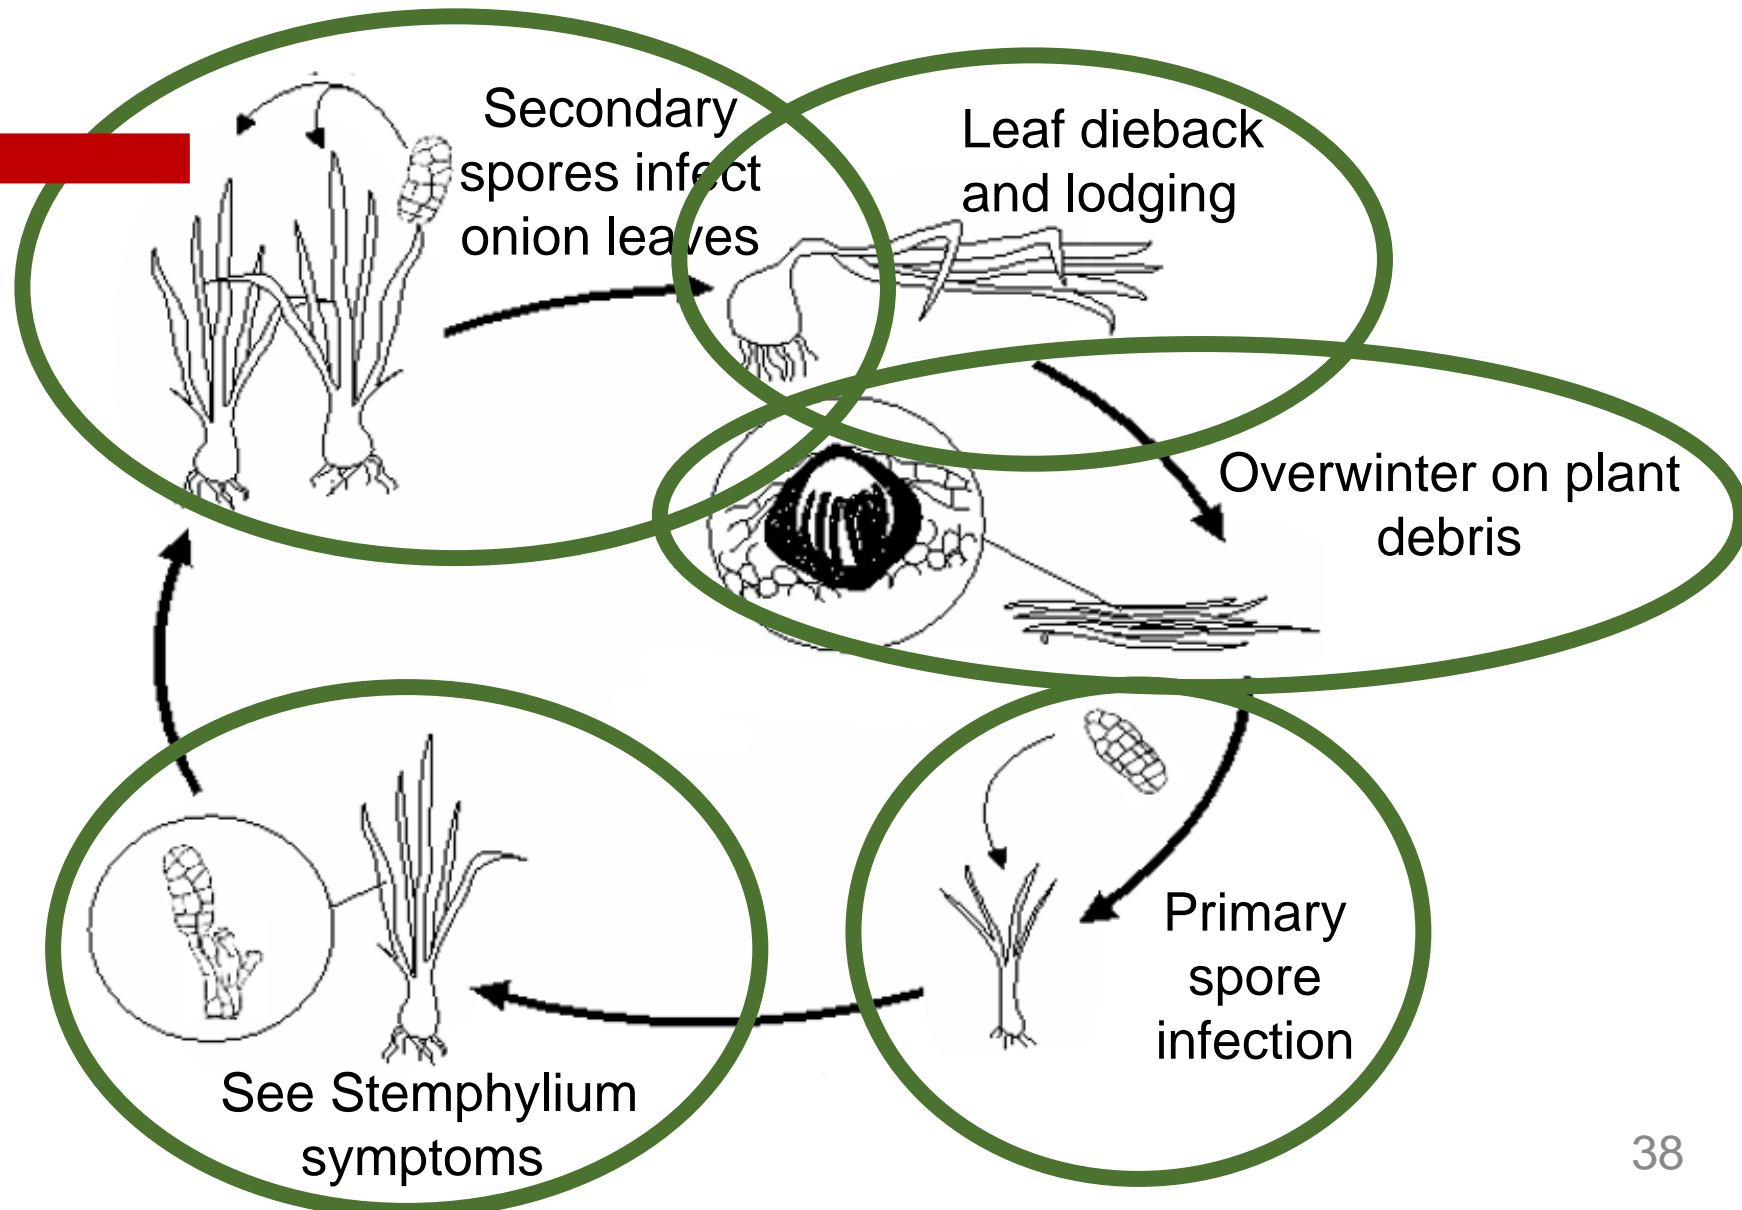 Secondary
spores infect
onion leaves
Leaf dieback
and lodging
Overwinter on plant
debris
Primary
spore
infection
See Stemphylium
symptoms
38